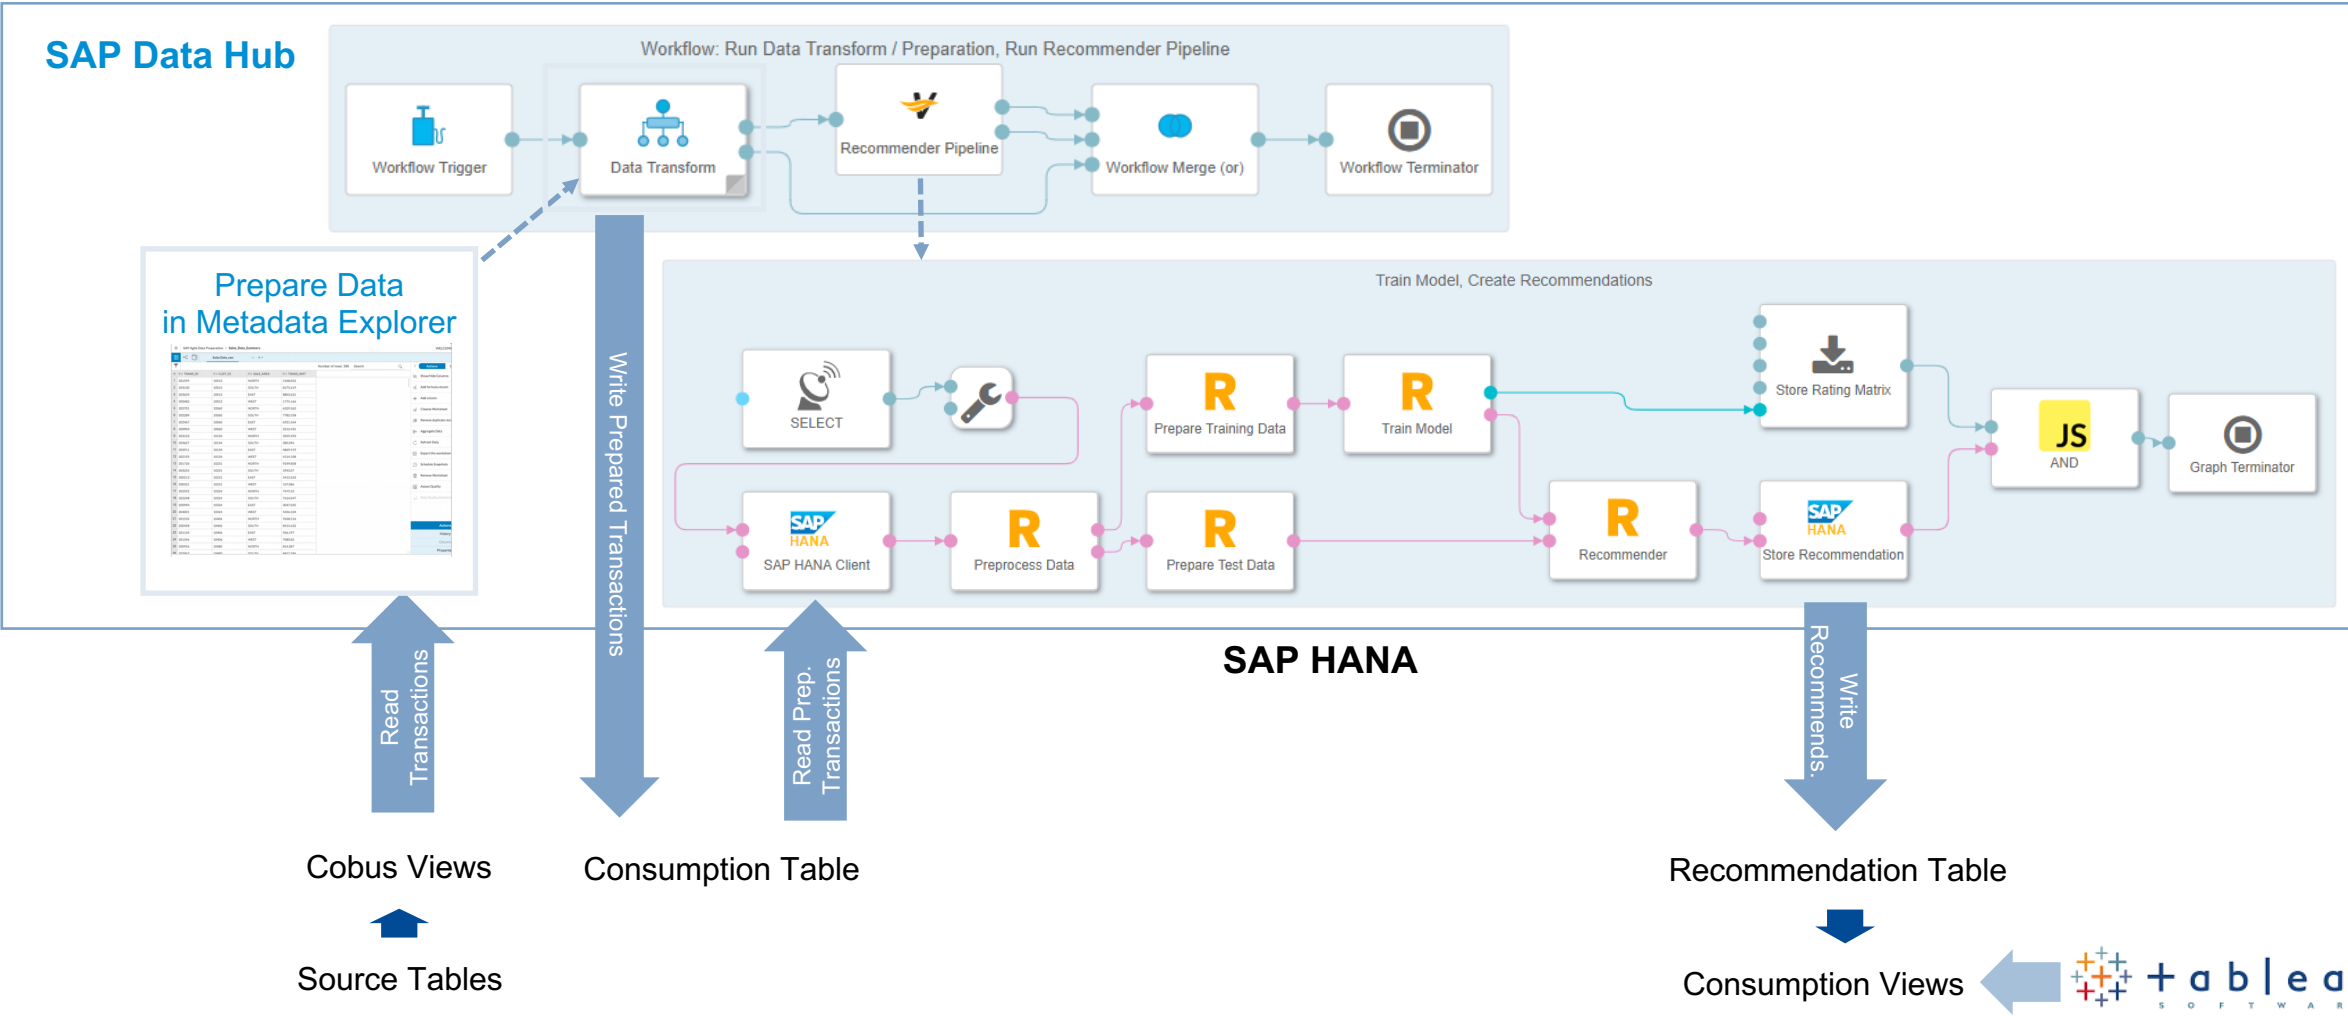 SAP Data Hub
Workflow: Run Data Transform / Preparation, Run Recommender Pipeline
Workflow Trigger
Data Transform
Recommender Pipeline
Workflow Merge (or)
Workflow Terminator
Prepare Data
in Metadata Explorer
Train Model, Create Recommendations
SELECT
Prepare Training Data
Train Model
Store Rating Matrix
JS
AND
Graph Terminator
SAP
HANA
SAP HANA Client
R
R
R
Preprocess Data
R
Prepare Test Data
R
Recommender
SAP
HANA
Store Recommendation
Read
Transactions
Write Prepared Transactions
Read Prep.
Transactions
SAP HANA
Write
Recommends.
Cobus Views
Consumption Table
Recommendation Table
Source Tables
Consumption Views
tablea
SOFTWAR